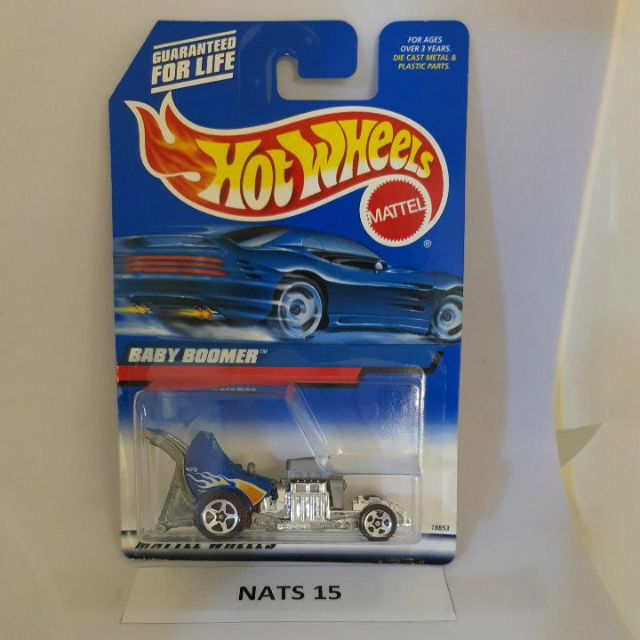 GUARANTEED
FOR LIFE
FOR AGES
OVER 3 YEARS.
DIE CAST METAL &
PLASTIC PARTS.
HOT WHEELS
MATTEL
®
BABY BOOMER™
18853
MATTEL WHEELS
NATS 15